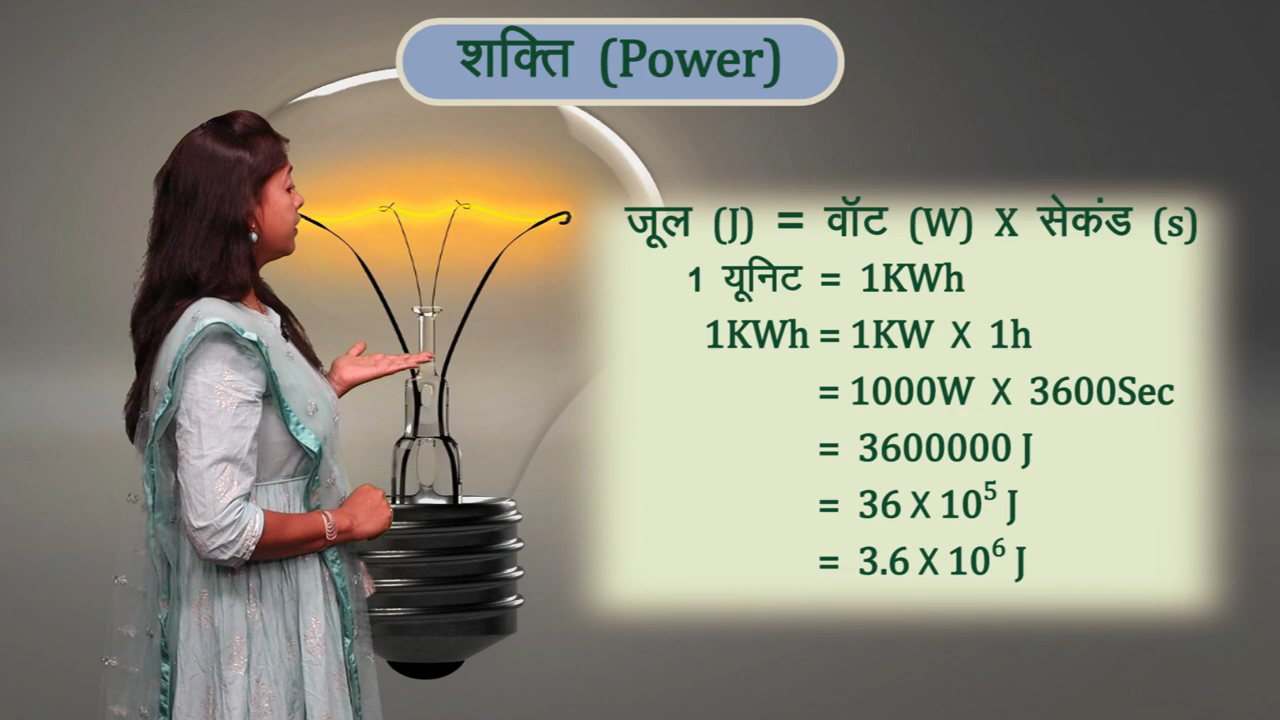 शक्ति (Power)
जूल (J) = वॉट (W) X सेकंड (s)
1 यूनिट = 1KWh
1KWh = 1KW X 1h
= 1000W X 3600Sec
= 3600000 J
= 36 X 10⁵ J
= 3.6 X 10⁶ J